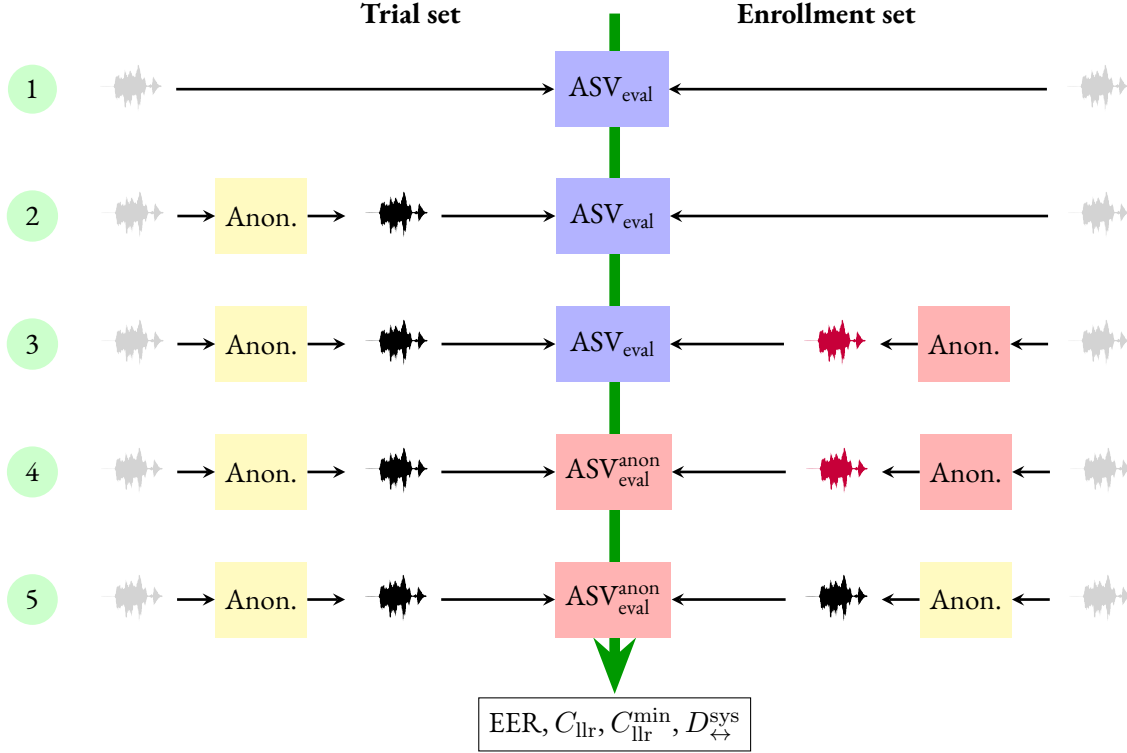 Trial set Enrollment set
1 ASV_eval
2 Anon. ASV_eval
3 Anon. ASV_eval Anon.
4 Anon. ASV_eval^anon Anon.
5 Anon. ASV_eval^anon Anon.
EER, C_llr, C_llr^min, D_↔^sys